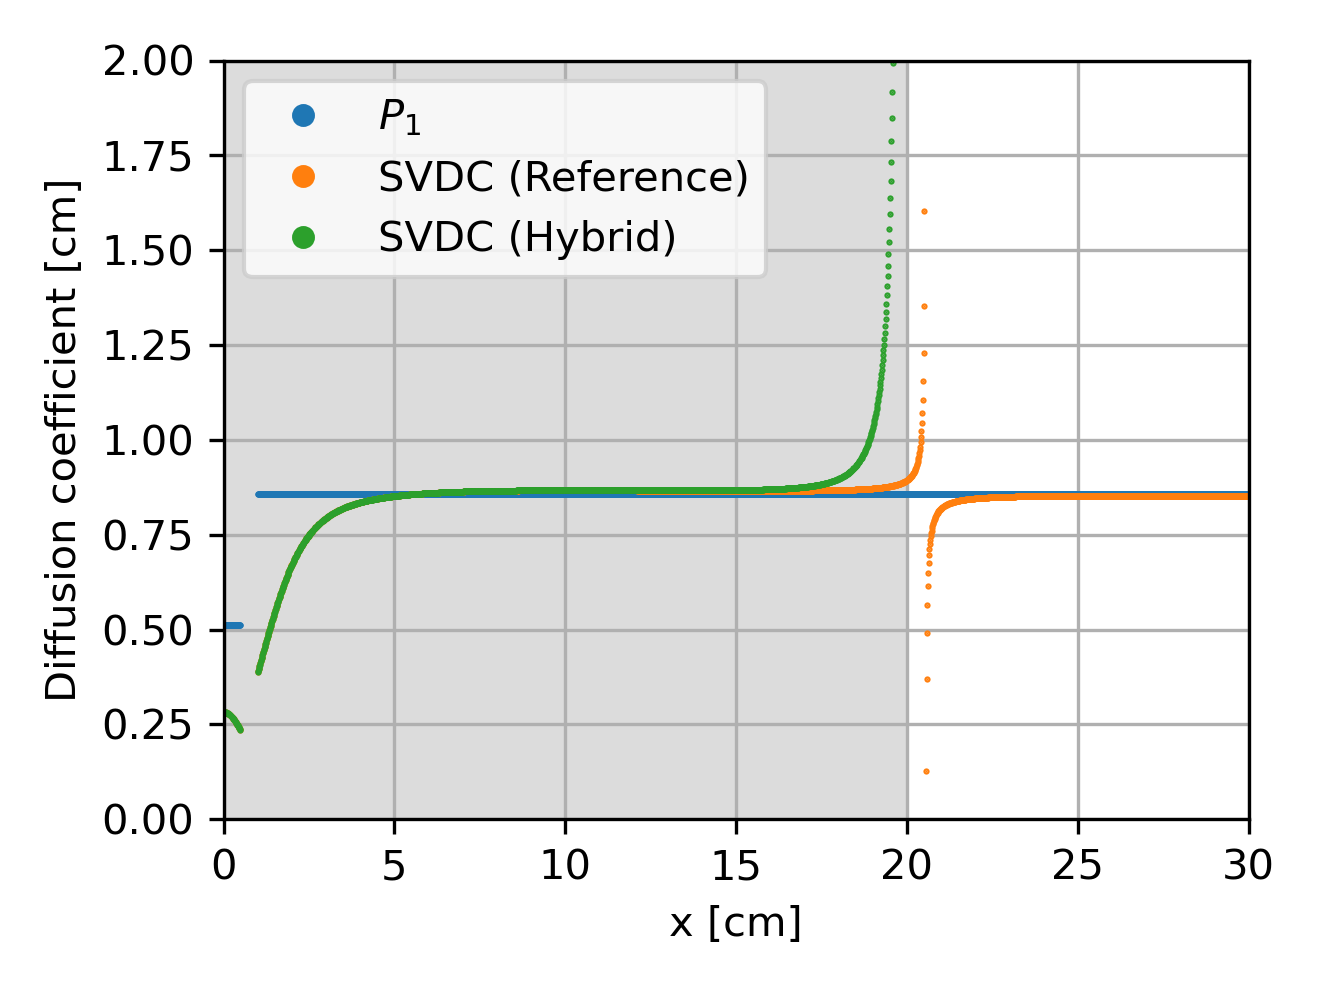 2.00
1.75
1.50
1.25
1.00
0.75
0.50
0.25
0.00
Diffusion coefficient [cm]
P₁
SVDC (Reference)
SVDC (Hybrid)
0 5 10 15 20 25 30
x [cm]